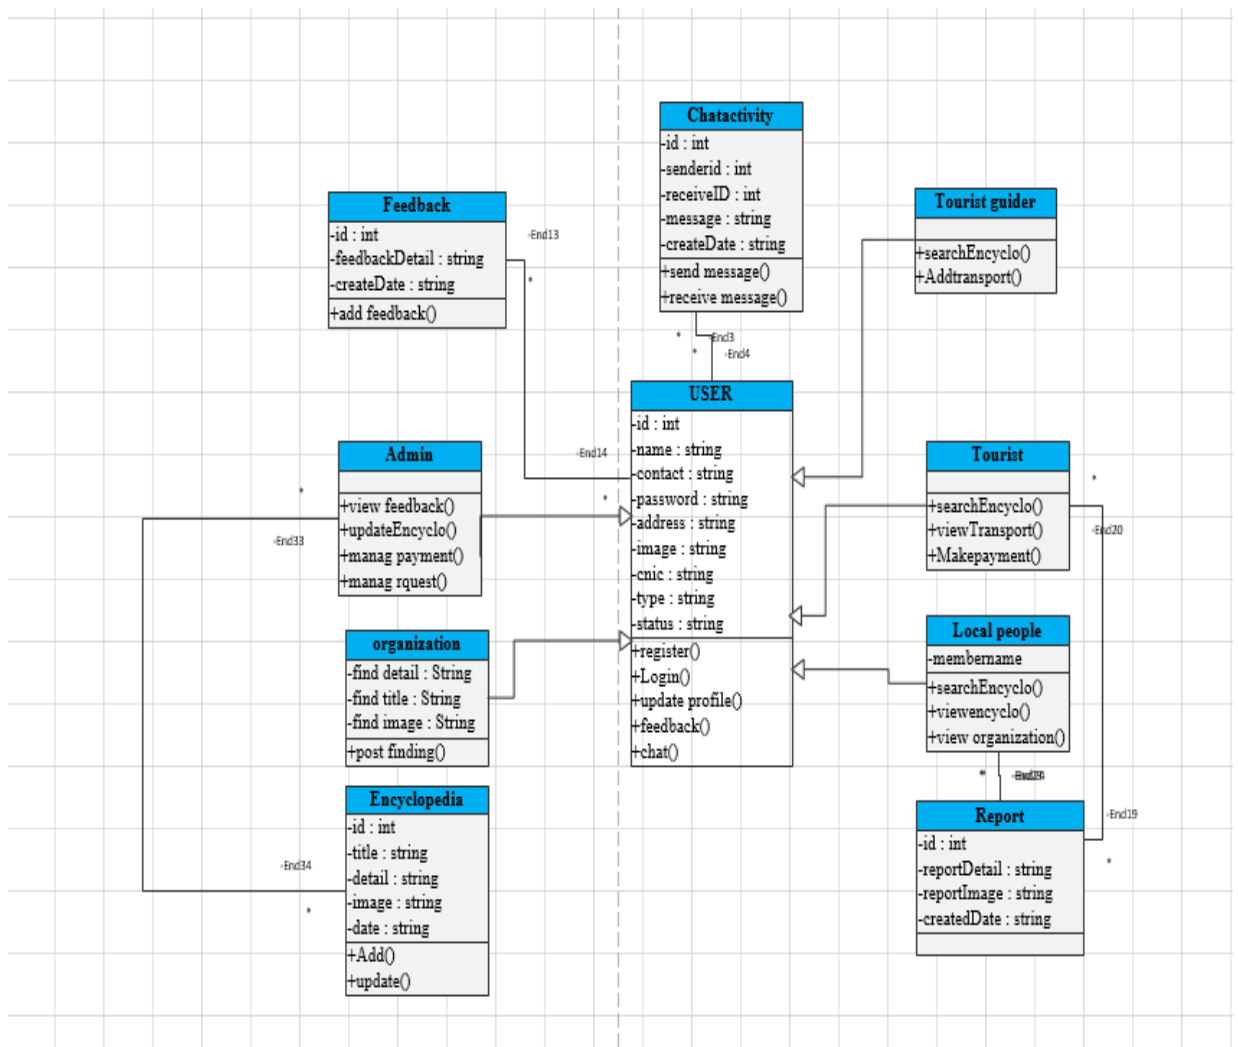 Chatactivity
-id : int
-senderid : int
-receiveID : int
-message : string
-createDate : string
+send message()
+receive message()
Feedback
-id : int
-feedbackDetail : string
-createDate : string
+add feedback()
-End13
*
Tourist guider
+searchEncyclo()
+Addtransport()
*
-End3
*
-End4
USER
-id : int
-name : string
-contact : string
-password : string
-address : string
-image : string
-cnic : string
-type : string
-status : string
+register()
+Login()
+update profile()
+feedback()
+chat()
-End14
*
Admin
+view feedback()
+updateEncyclo()
+manag payment()
+manag rquest()
*
-End33
Tourist
+searchEncyclo()
+viewTransport()
+Makepayment()
*
-End20
organization
-find detail : String
-find title : String
-find image : String
+post finding()
Local people
-membername
+searchEncyclo()
+viewencyclo()
+view organization()
*
Encyclopedia
-id : int
-title : string
-detail : string
-image : string
-date : string
+Add()
+update()
-End34
*
Report
-id : int
-reportDetail : string
-reportImage : string
-createdDate : string
-End19
*